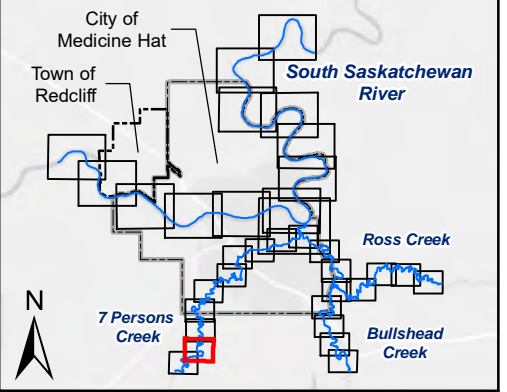 City of
Medicine Hat
Town of
Redcliff
South Saskatchewan
River
Ross Creek
N
7 Persons
Creek
Bullshead
Creek